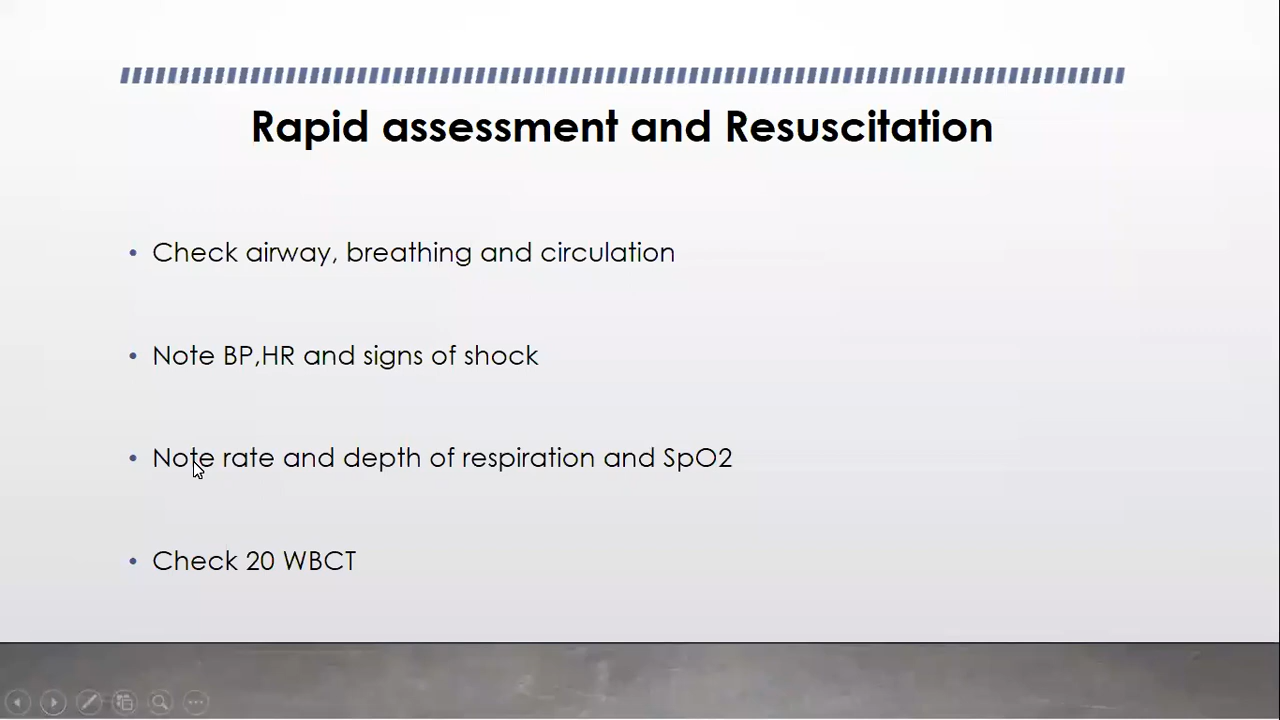 Rapid assessment and Resuscitation
• Check airway, breathing and circulation
• Note BP,HR and signs of shock
• Note rate and depth of respiration and SpO2
• Check 20 WBCT